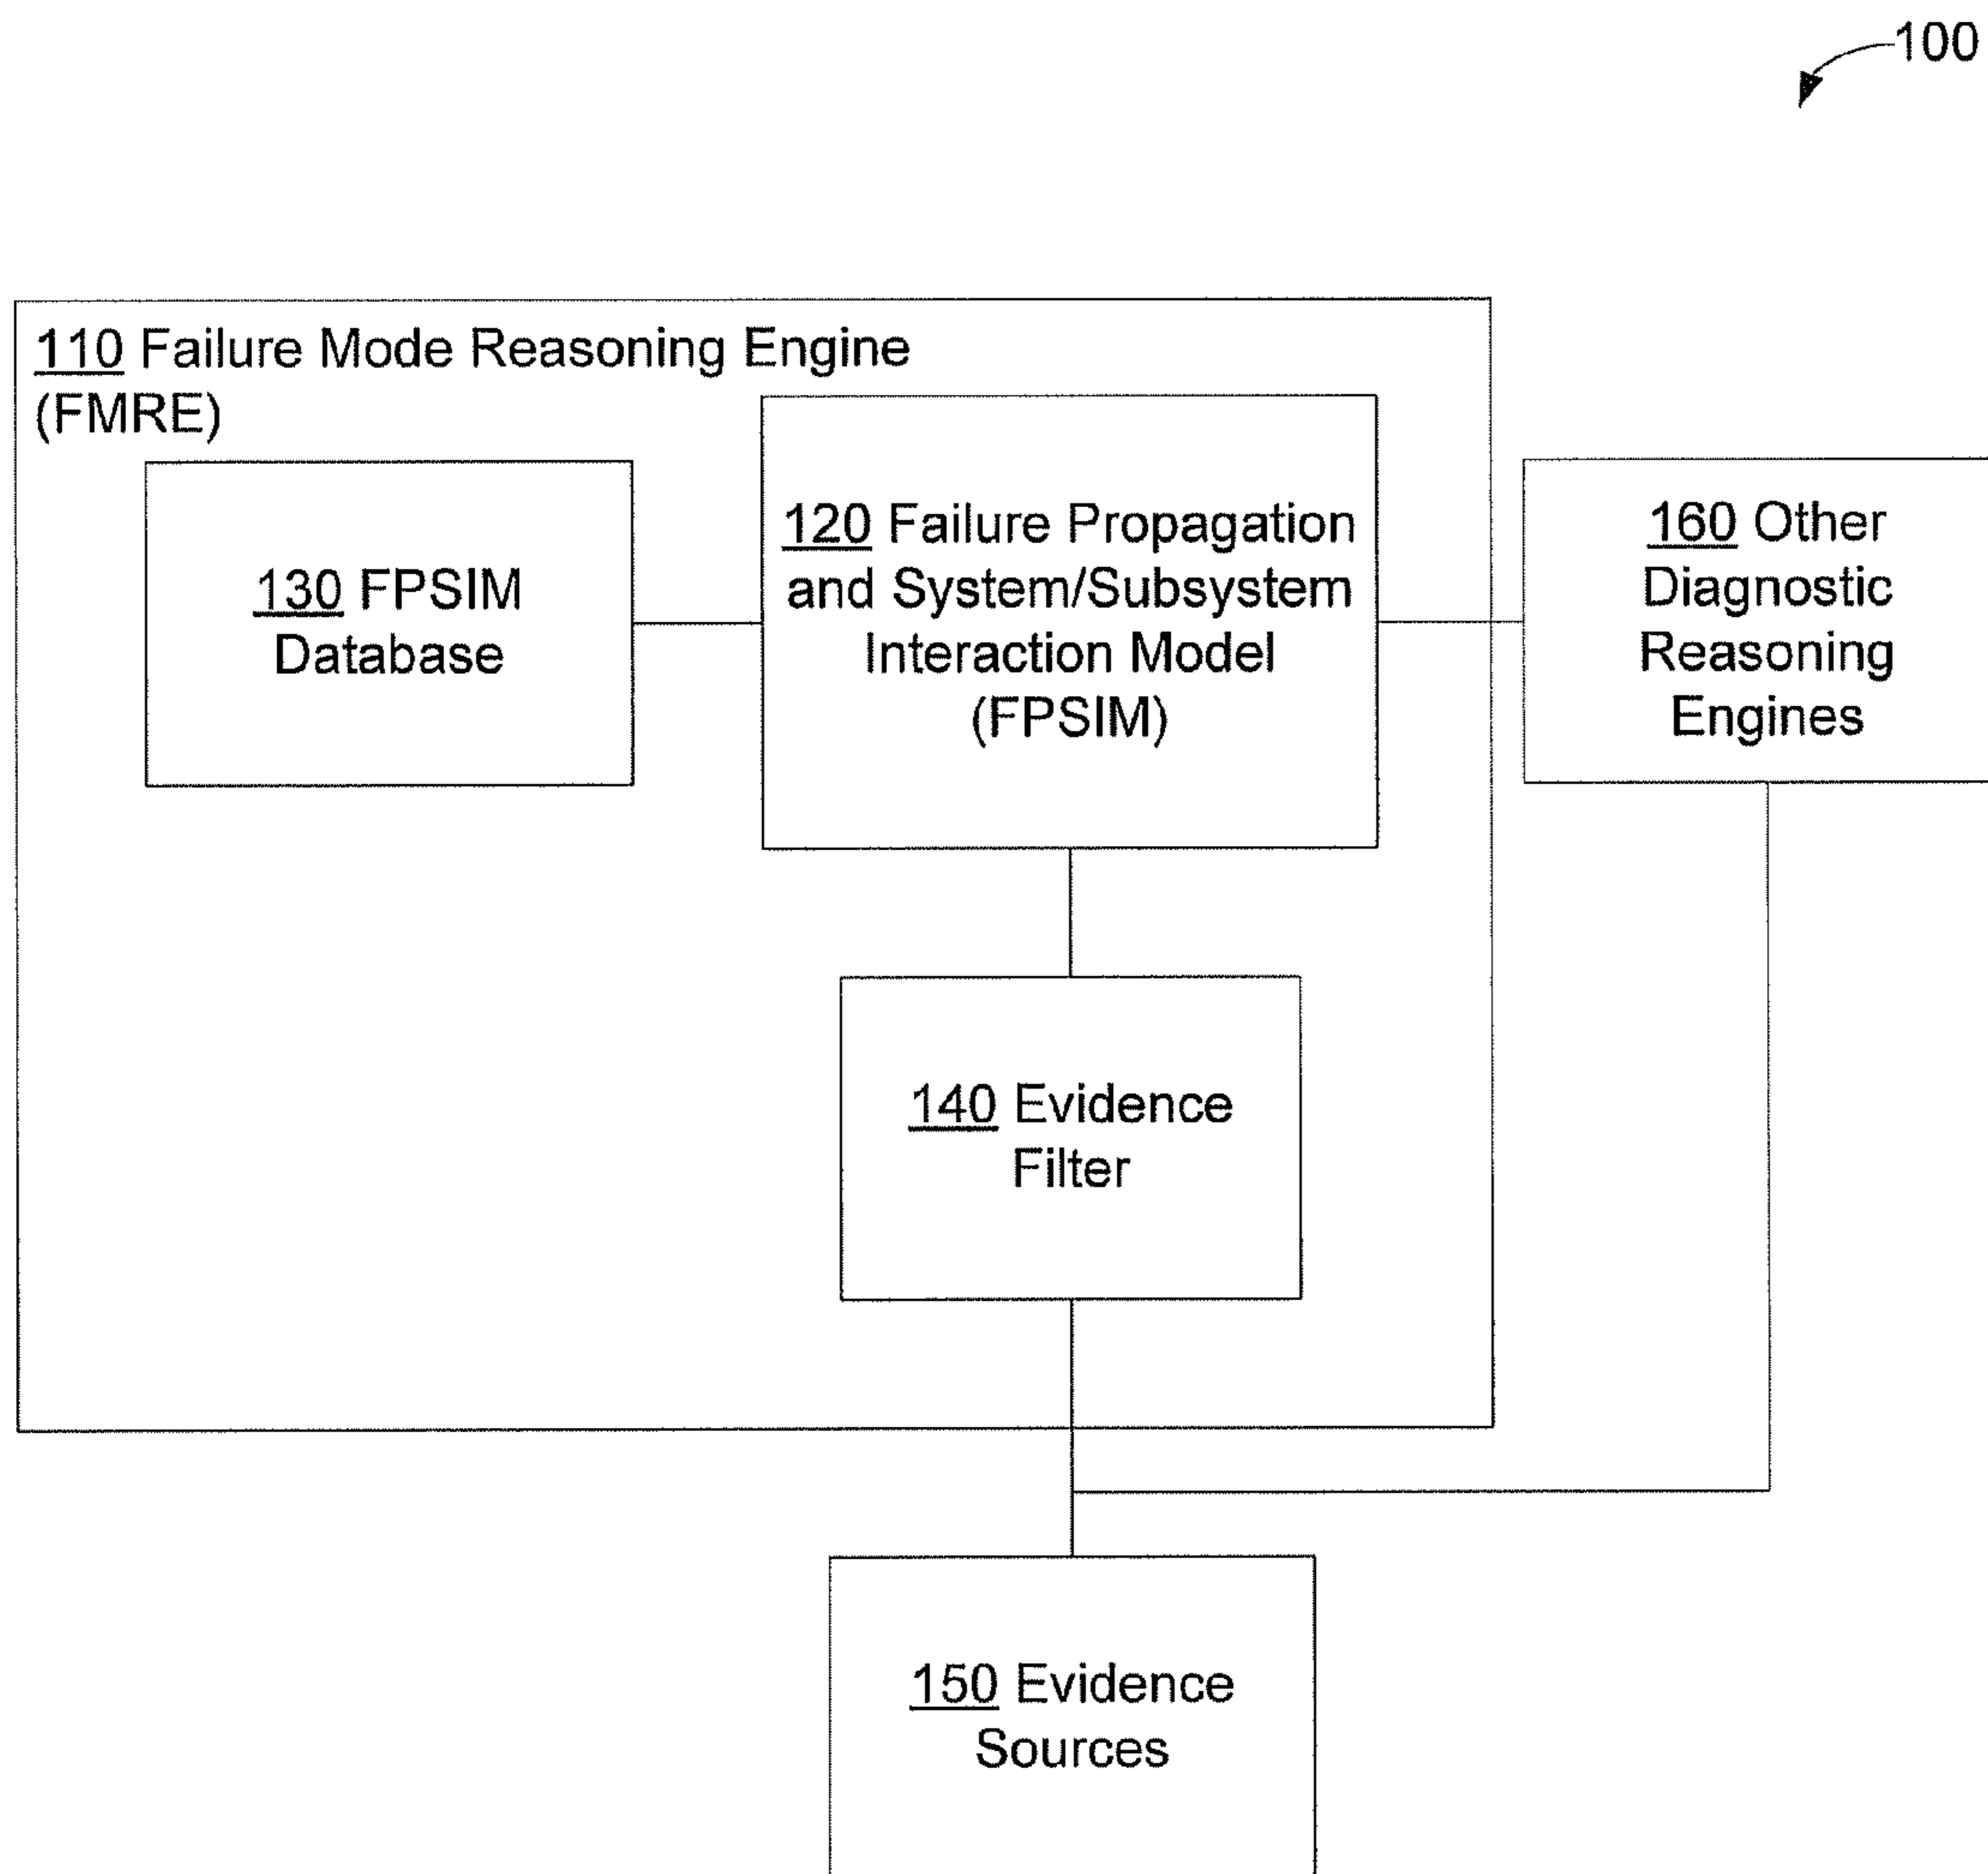 100
110 Failure Mode Reasoning Engine
(FMRE)
130 FPSIM
Database
120 Failure Propagation
and System/Subsystem
Interaction Model
(FPSIM)
160 Other
Diagnostic
Reasoning
Engines
140 Evidence
Filter
150 Evidence
Sources